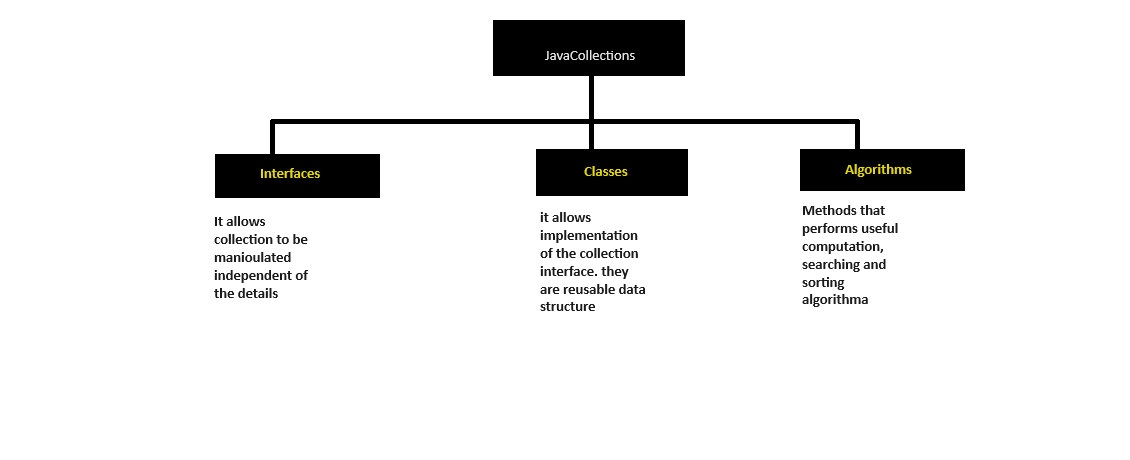 JavaCollections
Interfaces
It allows
collection to be
manioulated
independent of
the details
Classes
it allows
implementation
of the collection
interface. they
are reusable data
structure
Algorithms
Methods that
performs useful
computation,
searching and
sorting
algorithma